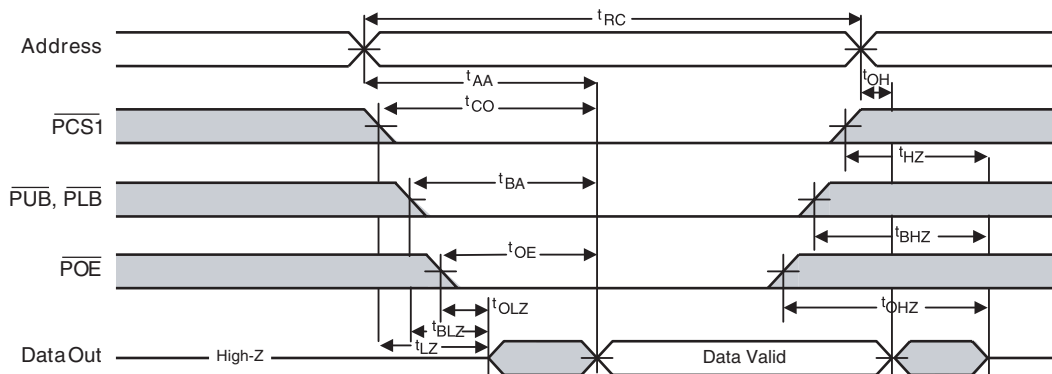 tRC
Address
tOH
tAA
tCO
PCS1
tHZ
tBA
PUB, PLB
tBHZ
tOE
POE
tOLZ
tOHZ
tBLZ
tLZ
Data Out
High-Z
Data Valid